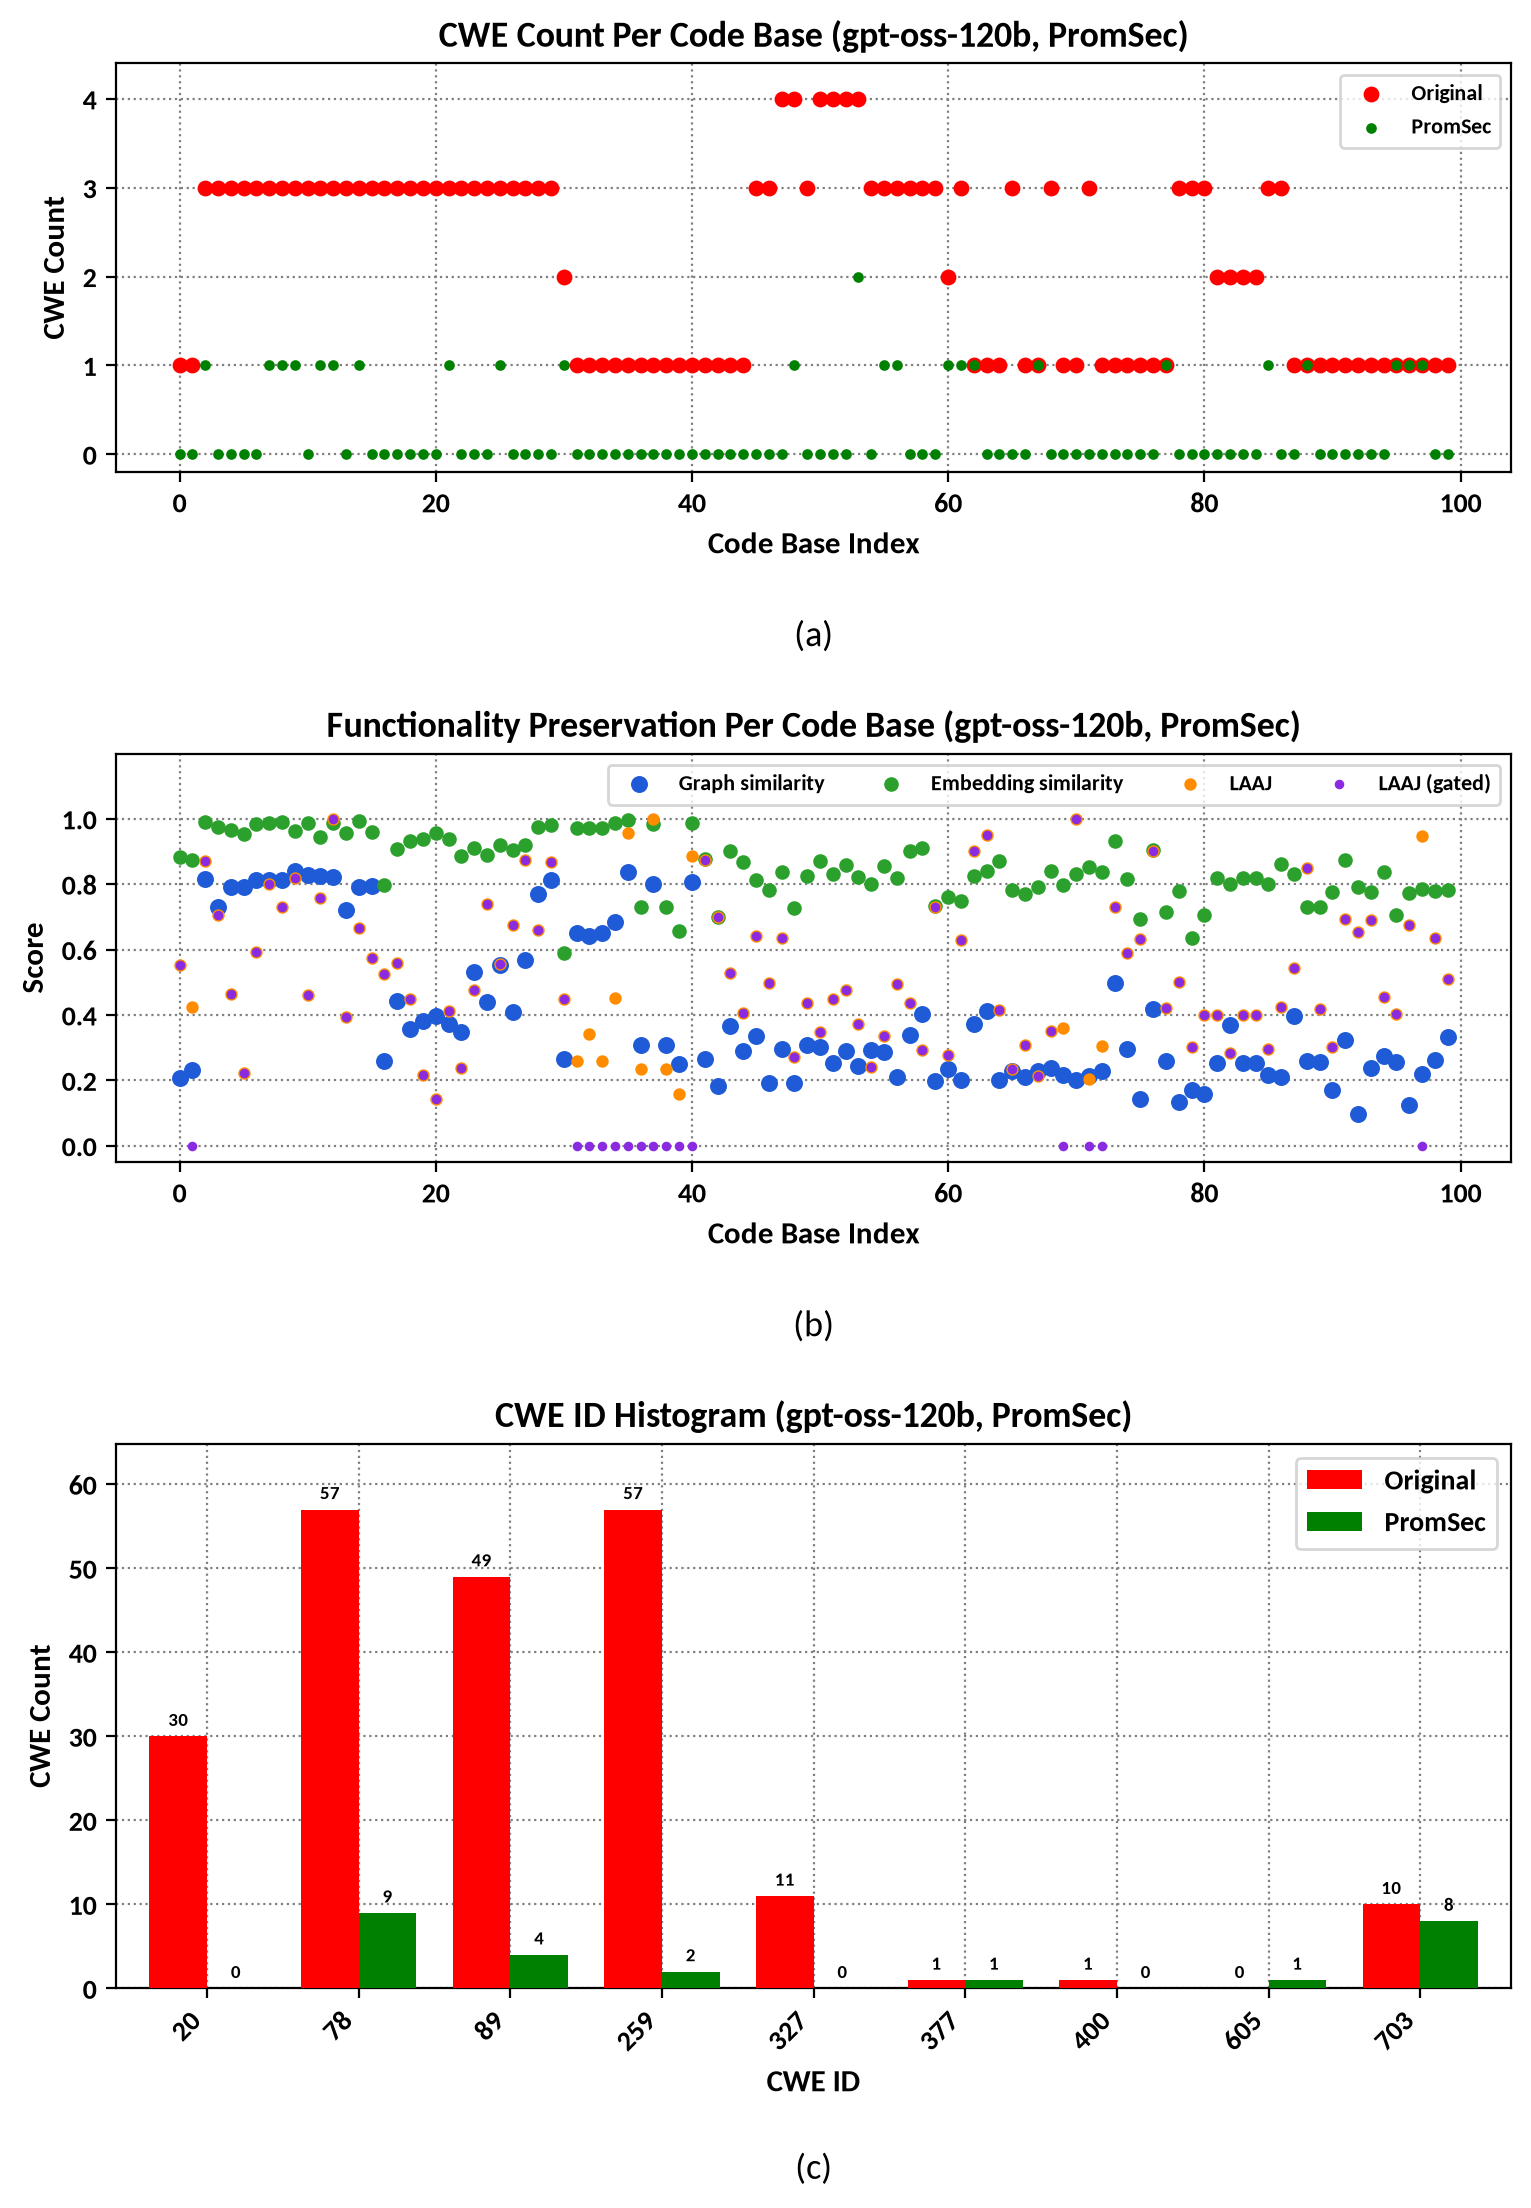 CWE Count Per Code Base (gpt-oss-120b, PromSec)
CWE Count
4
3
2
1
0
Original
PromSec
0 20 40 60 80 100
Code Base Index
(a)
Functionality Preservation Per Code Base (gpt-oss-120b, PromSec)
Graph similarity Embedding similarity LAAJ LAAJ (gated)
Score
1.0
0.8
0.6
0.4
0.2
0.0
0 20 40 60 80 100
Code Base Index
(b)
CWE ID Histogram (gpt-oss-120b, PromSec)
Original
PromSec
CWE Count
60
50
40
30
20
10
0
30 0 57 9 49 4 57 2 11 0 1 1 1 0 0 1 10 8
20 78 89 259 327 377 400 605 703
CWE ID
(c)